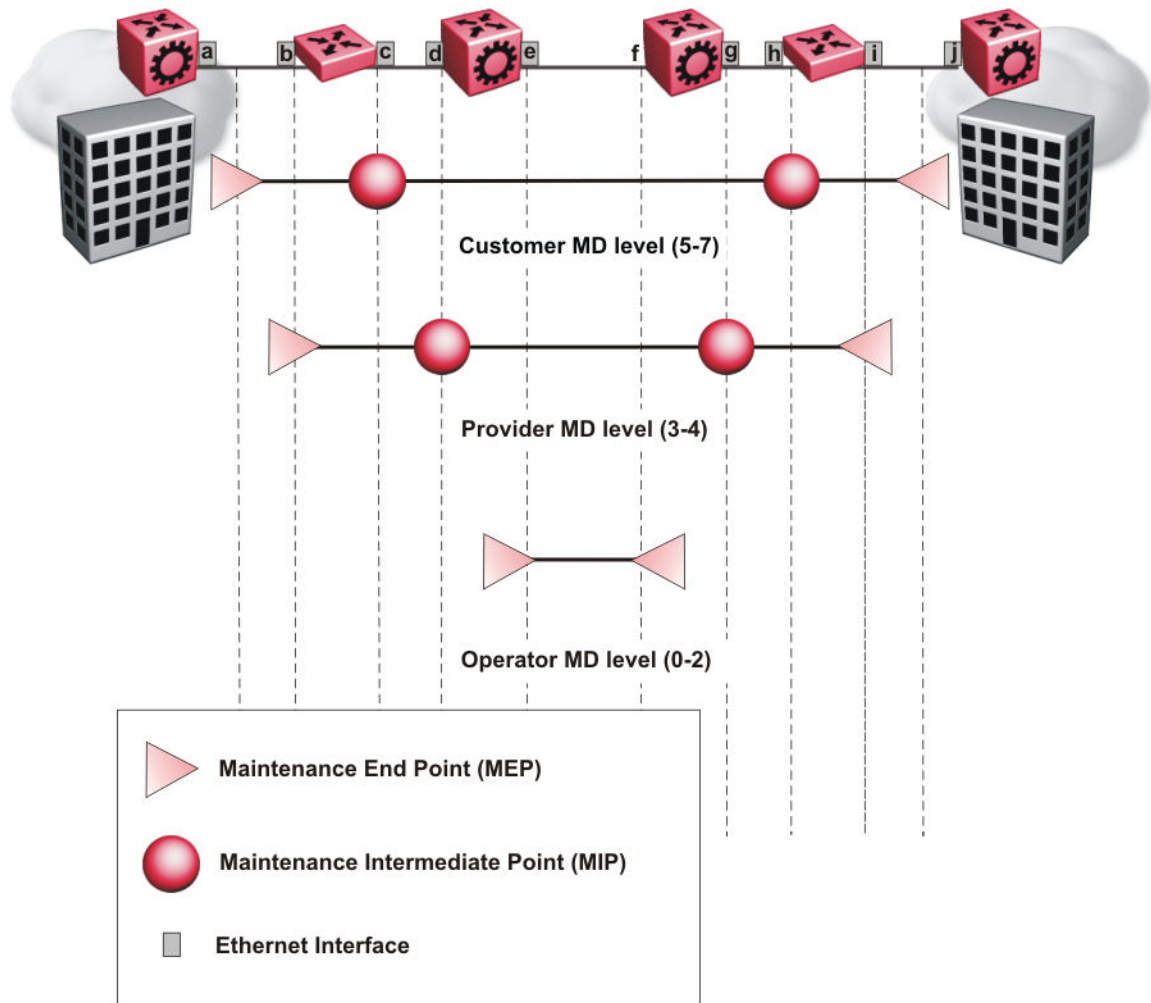 a b c d e f g h i j
Customer MD level (5-7)
Provider MD level (3-4)
Operator MD level (0-2)
Maintenance End Point (MEP)
Maintenance Intermediate Point (MIP)
Ethernet Interface